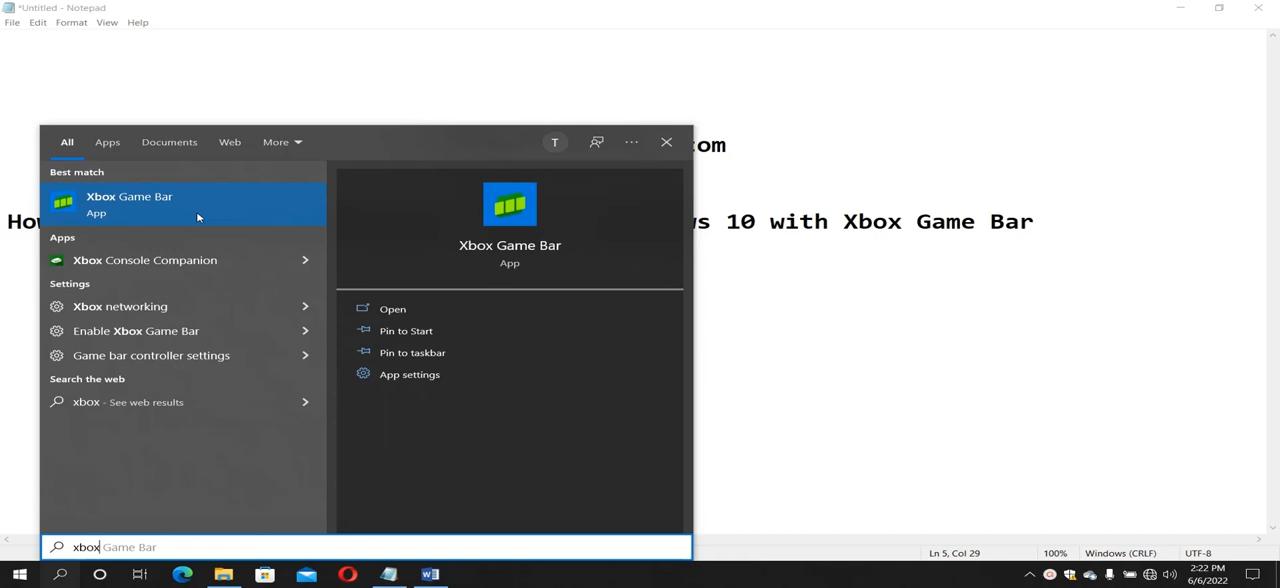 *Untitled - Notepad
File Edit Format View Help
om
Ho
ws 10 with Xbox Game Bar
All Apps Documents Web More T
Best match
Xbox Game Bar
App
Apps
Xbox Console Companion
Settings
Xbox networking
Enable Xbox Game Bar
Game bar controller settings
Search the web
xbox - See web results
Xbox Game Bar
App
Open
Pin to Start
Pin to taskbar
App settings
xbox Game Bar
Ln 5, Col 29 100% Windows (CRLF) UTF-8
2:22 PM
6/6/2022